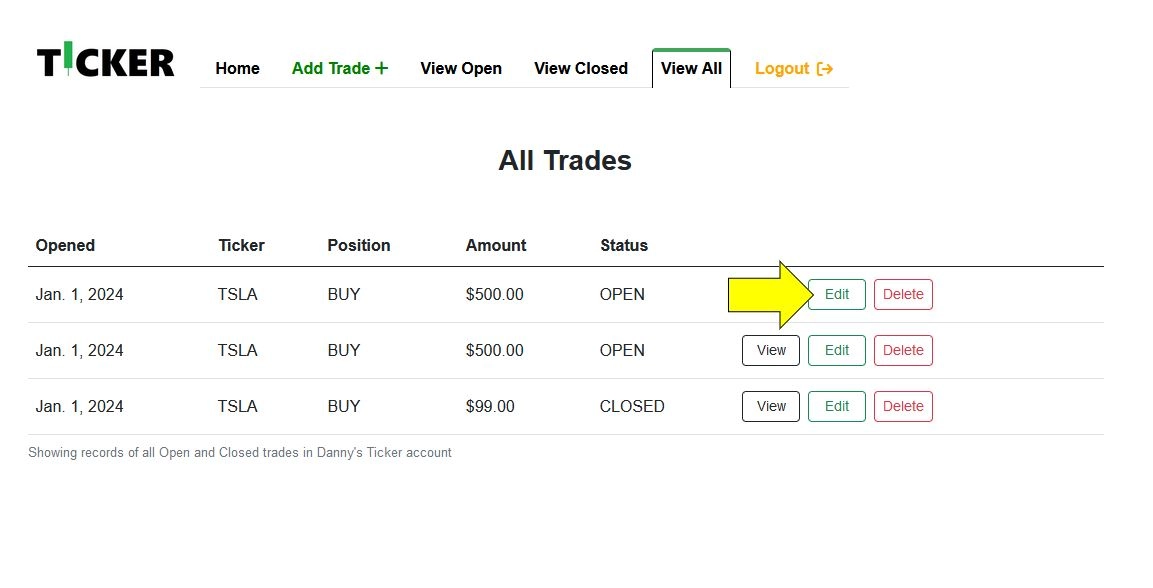 TICKER
Home Add Trade + View Open View Closed View All Logout
All Trades
Opened Ticker Position Amount Status
Jan. 1, 2024 TSLA BUY $500.00 OPEN Edit Delete
Jan. 1, 2024 TSLA BUY $500.00 OPEN View Edit Delete
Jan. 1, 2024 TSLA BUY $99.00 CLOSED View Edit Delete
Showing records of all Open and Closed trades in Danny's Ticker account